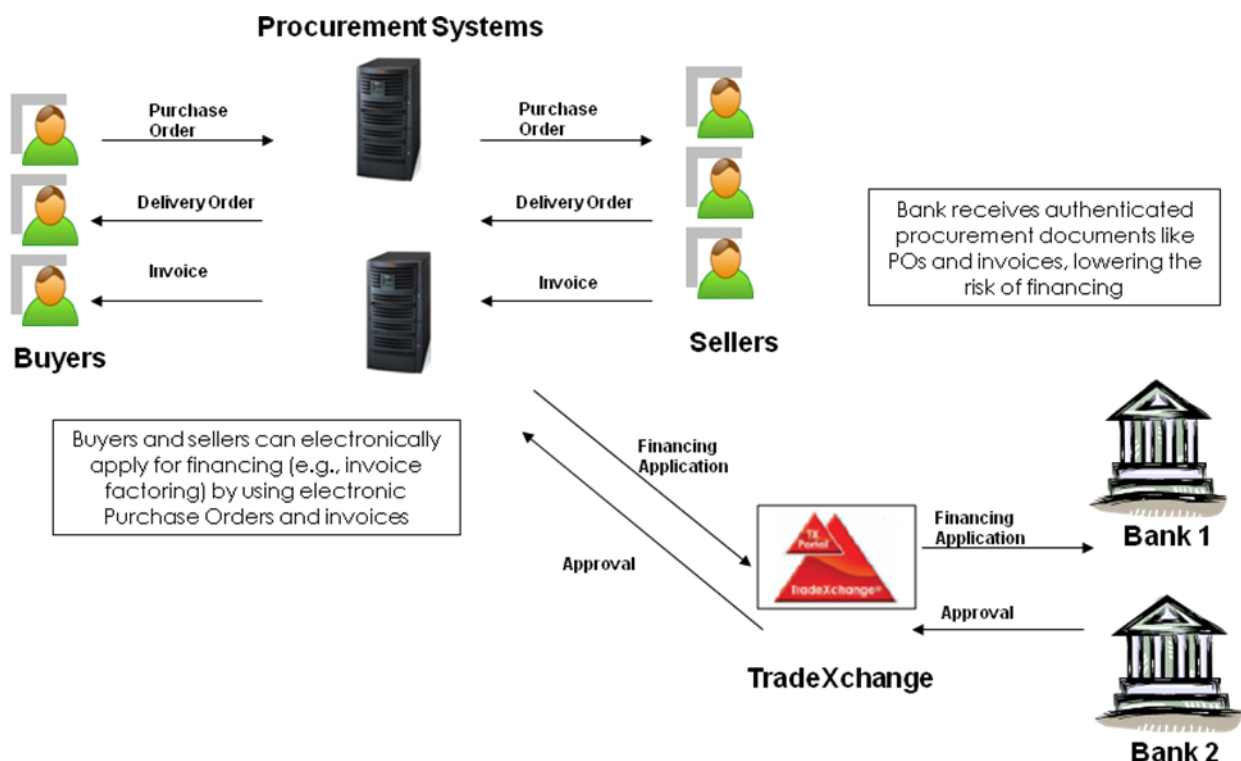 Procurement Systems
Purchase
Order
Purchase
Order
Delivery Order
Delivery Order
Invoice
Invoice
Buyers
Sellers
Bank receives authenticated
procurement documents like
POs and invoices, lowering the
risk of financing
Buyers and sellers can electronically
apply for financing (e.g., invoice
factoring) by using electronic
Purchase Orders and invoices
Financing
Application
Approval
TX
Portal
TradeXchange®
TradeXchange
Financing
Application
Approval
Bank 1
Bank 2